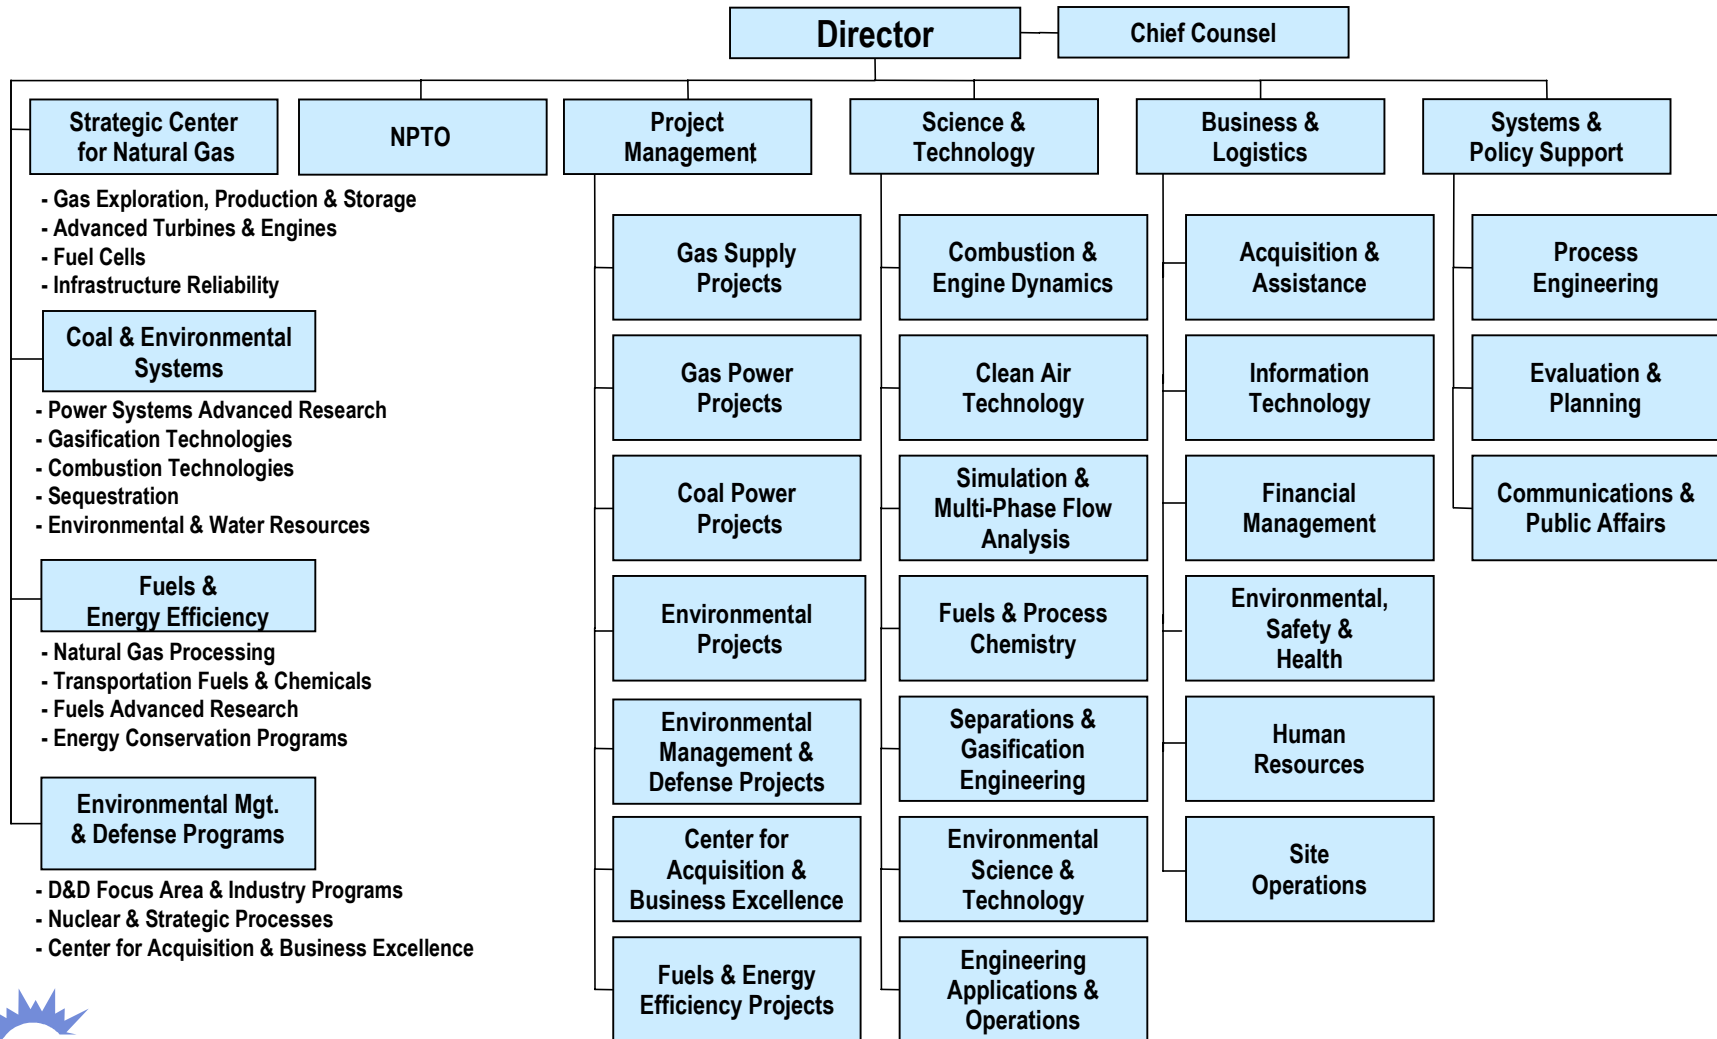 Director
Chief Counsel
Strategic Center
for Natural Gas
- Gas Exploration, Production & Storage
- Advanced Turbines & Engines
- Fuel Cells
- Infrastructure Reliability
Coal & Environmental
Systems
- Power Systems Advanced Research
- Gasification Technologies
- Combustion Technologies
- Sequestration
- Environmental & Water Resources
Fuels &
Energy Efficiency
- Natural Gas Processing
- Transportation Fuels & Chemicals
- Fuels Advanced Research
- Energy Conservation Programs
Environmental Mgt.
& Defense Programs
- D&D Focus Area & Industry Programs
- Nuclear & Strategic Processes
- Center for Acquisition & Business Excellence
NPTO
Project
Management
Gas Supply
Projects
Gas Power
Projects
Coal Power
Projects
Environmental
Projects
Environmental
Management &
Defense Projects
Center for
Acquisition &
Business Excellence
Fuels & Energy
Efficiency Projects
Science &
Technology
Combustion &
Engine Dynamics
Clean Air
Technology
Simulation &
Multi-Phase Flow
Analysis
Fuels & Process
Chemistry
Separations &
Gasification
Engineering
Environmental
Science &
Technology
Engineering
Applications &
Operations
Business &
Logistics
Acquisition &
Assistance
Information
Technology
Financial
Management
Environmental,
Safety &
Health
Human
Resources
Site
Operations
Systems &
Policy Support
Process
Engineering
Evaluation &
Planning
Communications &
Public Affairs